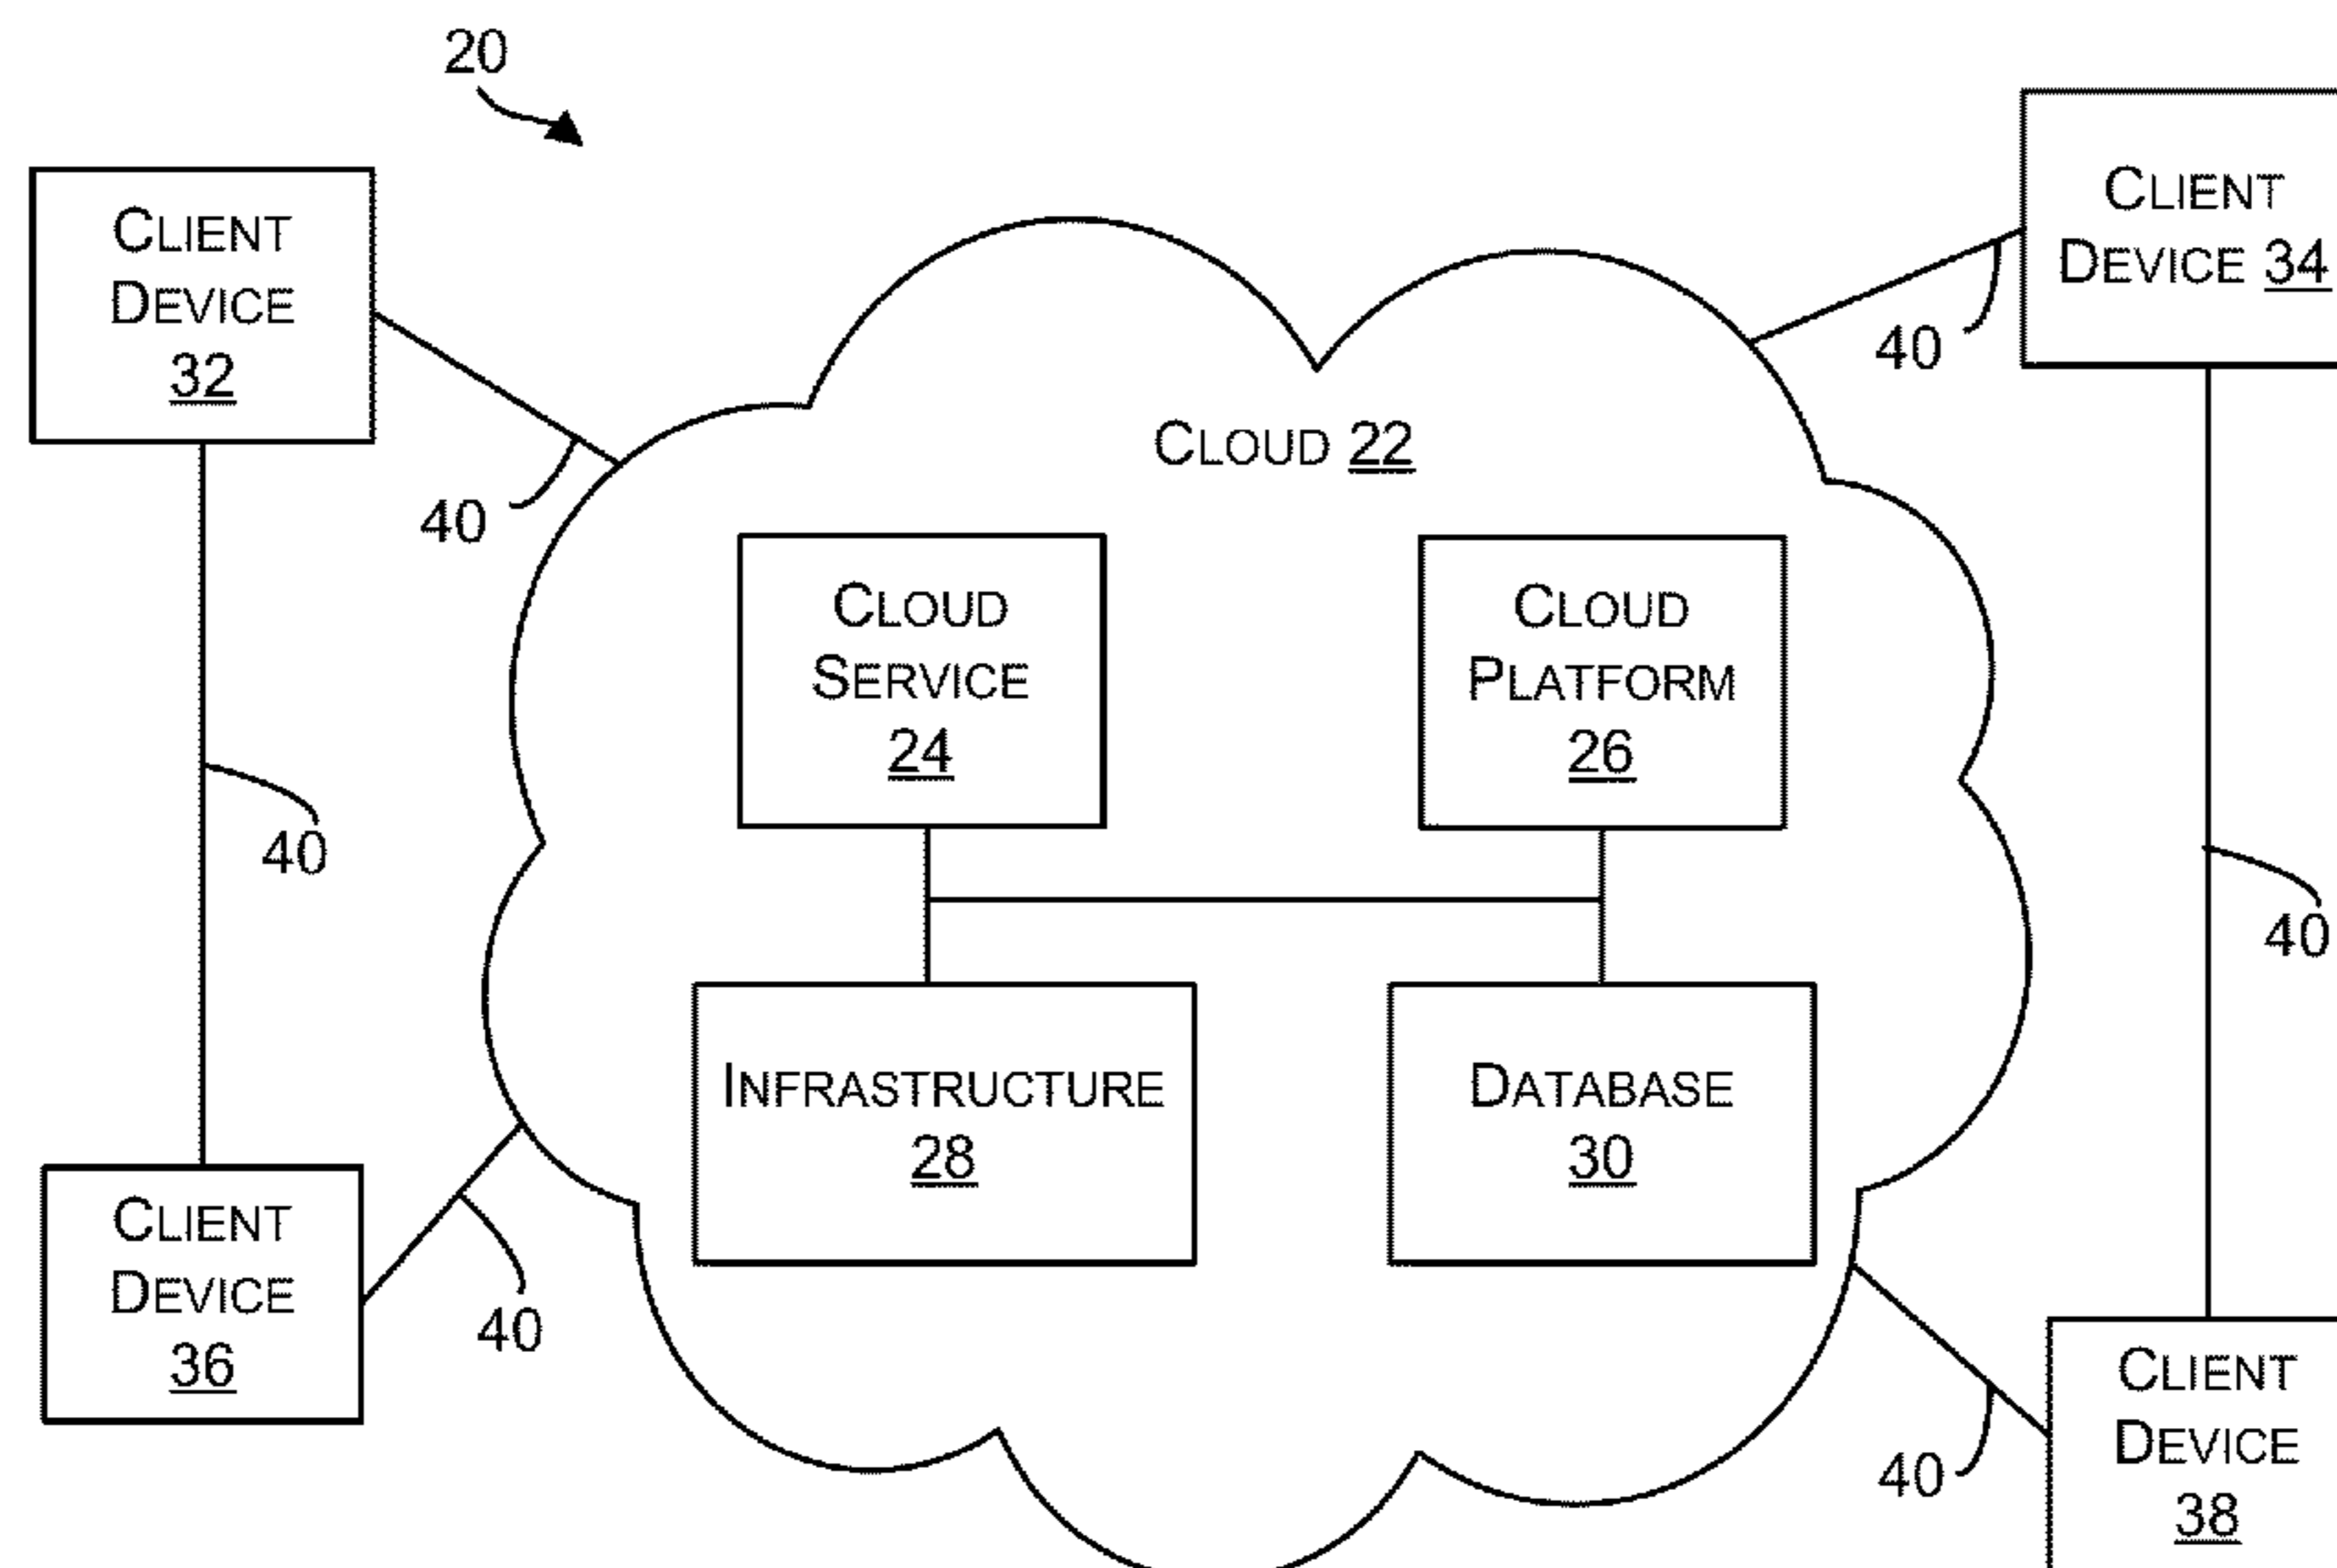 20
CLIENT
DEVICE
32
CLIENT
DEVICE 34
40
CLOUD 22
40
CLOUD
SERVICE
24
CLOUD
PLATFORM
26
40
40
INFRASTRUCTURE
28
DATABASE
30
CLIENT
DEVICE
36
40
CLIENT
DEVICE
38
40